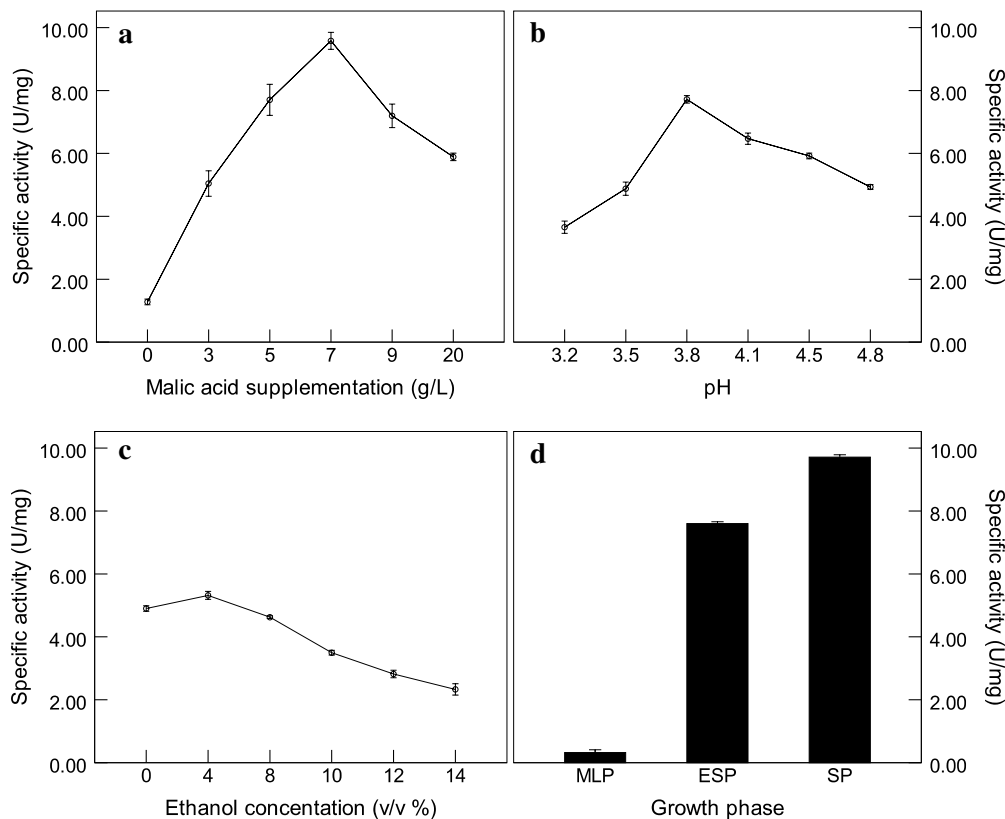 a
10.00
8.00
6.00
4.00
2.00
0.00
Specific activity (U/mg)
0 3 5 7 9 20
Malic acid supplementation (g/L)
b
10.00
8.00
6.00
4.00
2.00
0.00
Specific activity (U/mg)
3.2 3.5 3.8 4.1 4.5 4.8
pH
c
10.00
8.00
6.00
4.00
2.00
0.00
Specific activity (U/mg)
0 4 8 10 12 14
Ethanol concentation (v/v %)
d
10.00
8.00
6.00
4.00
2.00
0.00
Specific activity (U/mg)
MLP ESP SP
Growth phase